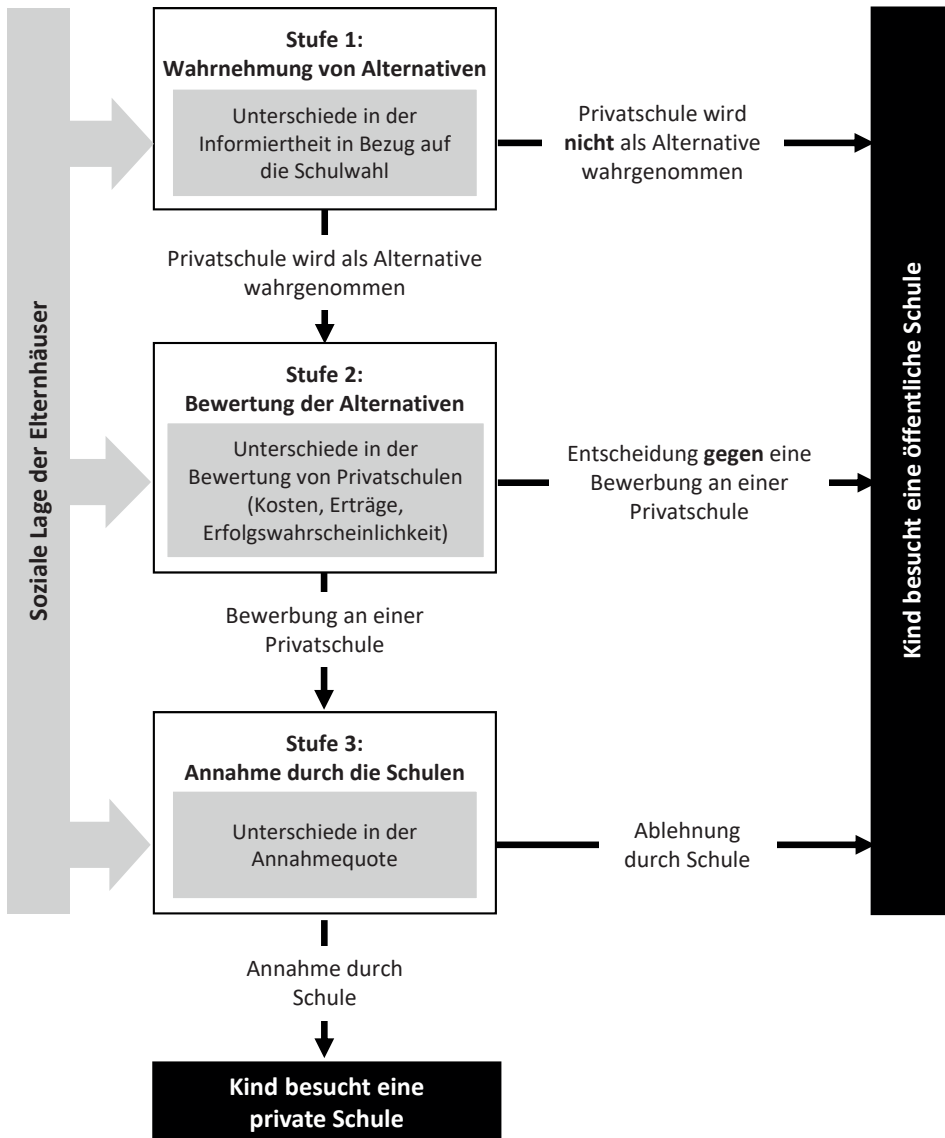 Soziale Lage der Elternhäuser
Stufe 1:
Wahrnehmung von Alternativen
Unterschiede in der
Informiertheit in Bezug auf
die Schulwahl
Privatschule wird
nicht als Alternative
wahrgenommen
Privatschule wird als Alternative
wahrgenommen
Stufe 2:
Bewertung der Alternativen
Unterschiede in der
Bewertung von Privatschulen
(Kosten, Erträge,
Erfolgswahrscheinlichkeit)
Entscheidung gegen eine
Bewerbung an einer
Privatschule
Bewerbung an einer
Privatschule
Stufe 3:
Annahme durch die Schulen
Unterschiede in der
Annahmequote
Ablehnung
durch Schule
Annahme durch
Schule
Kind besucht eine
private Schule
Kind besucht eine öffentliche Schule